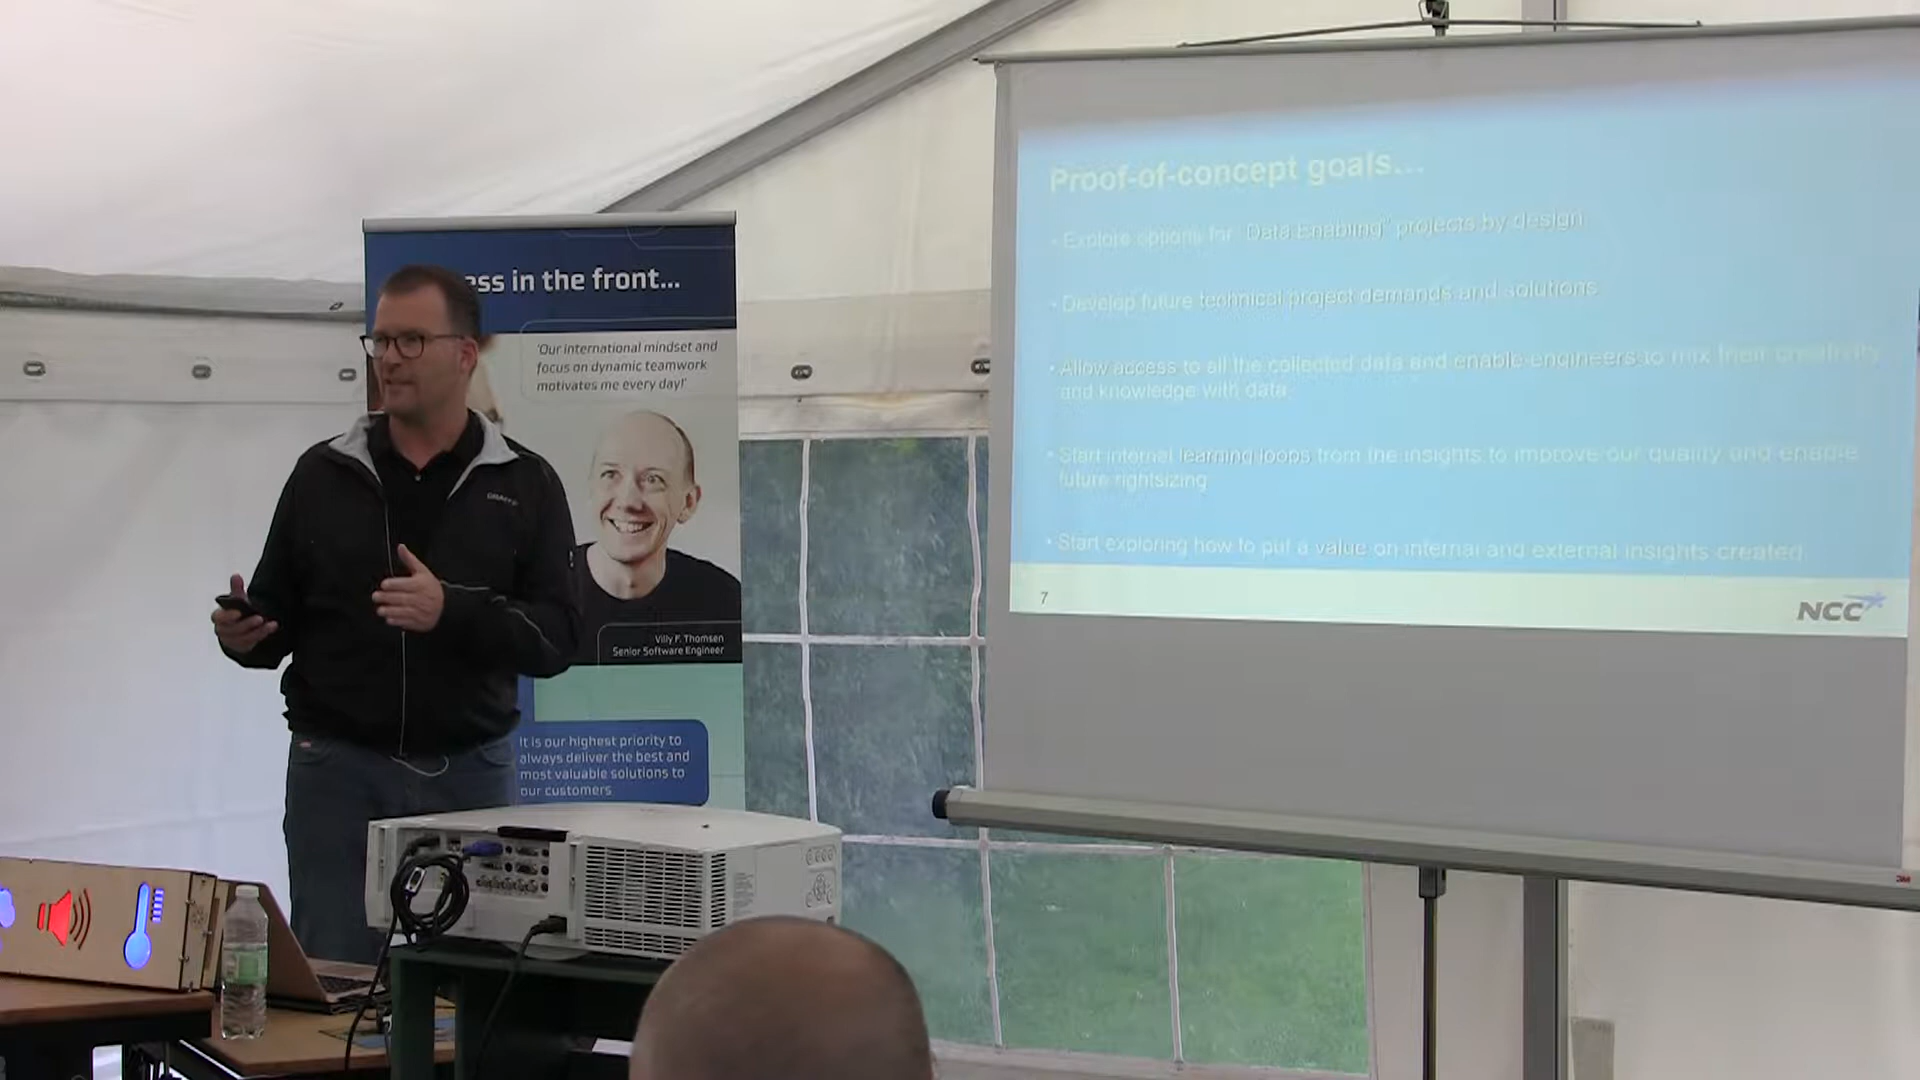 ess in the front...
'Our international mindset and
focus on dynamic teamwork
motivates me every day!'
Villy F. Thomsen
Senior Software Engineer
It is our highest priority to
always deliver the best and
most valuable solutions to
our customers
CRAFT
Proof-of-concept goals...
• Explore options for "Data Enabling" projects by design
• Develop future technical project demands and solutions
• Allow access to all the collected data and enable engineers to mix their creativity
and knowledge with data
• Start internal learning loops from the insights to improve our quality and enable
future rightsizing
• Start exploring how to put a value on internal and external insights created
7
NCC
3M